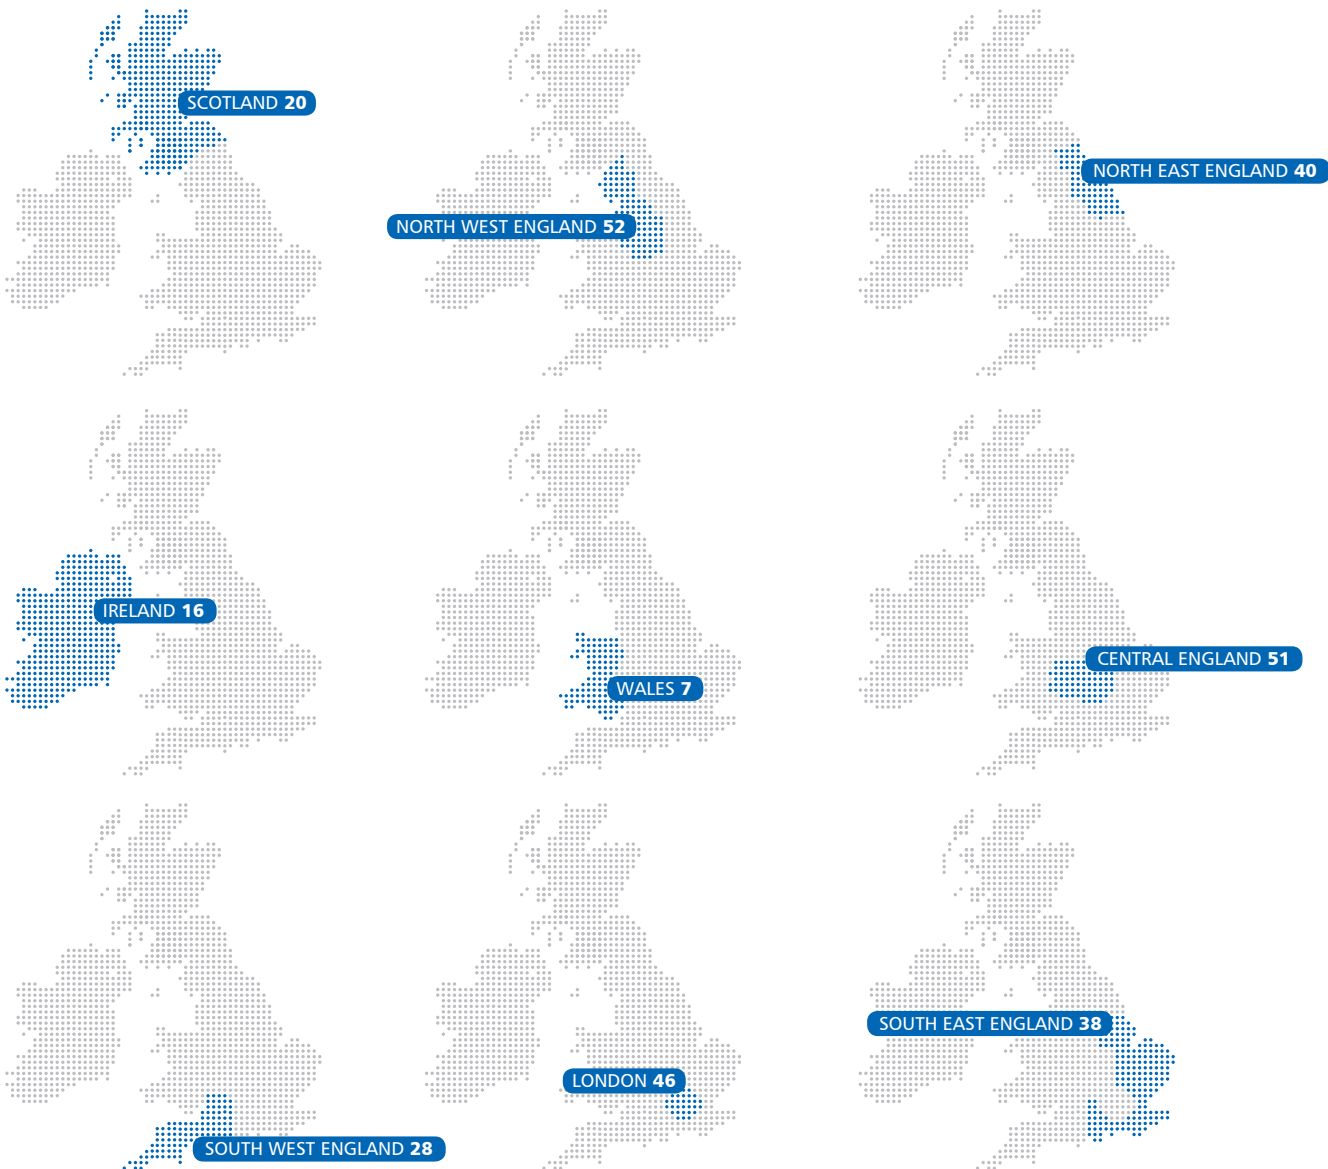 SCOTLAND 20
NORTH WEST ENGLAND 52
NORTH EAST ENGLAND 40
IRELAND 16
WALES 7
CENTRAL ENGLAND 51
SOUTH WEST ENGLAND 28
LONDON 46
SOUTH EAST ENGLAND 38